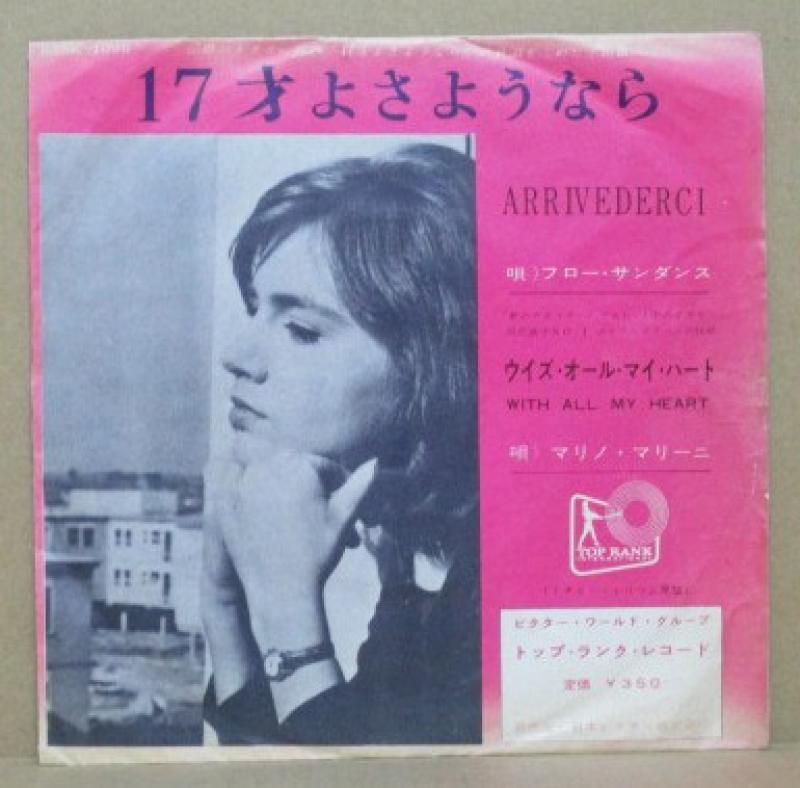 17才よさようなら
ARRIVEDERCI
唄)フロー・サンダンス
ウイズ・オール・マイ・ハート
WITH ALL MY HEART
唄)マリノ・マリーニ
TOP RANK
INTERNATIONAL
ビクター・ワールド・グループ
トップ・ランク・レコード
定価 ¥350